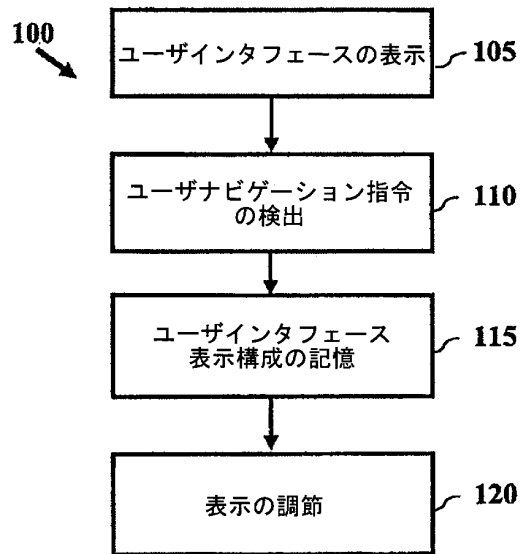 100
ユーザインタフェースの表示
105
ユーザナビゲーション指令
の検出
110
ユーザインタフェース
表示構成の記憶
115
表示の調節
120